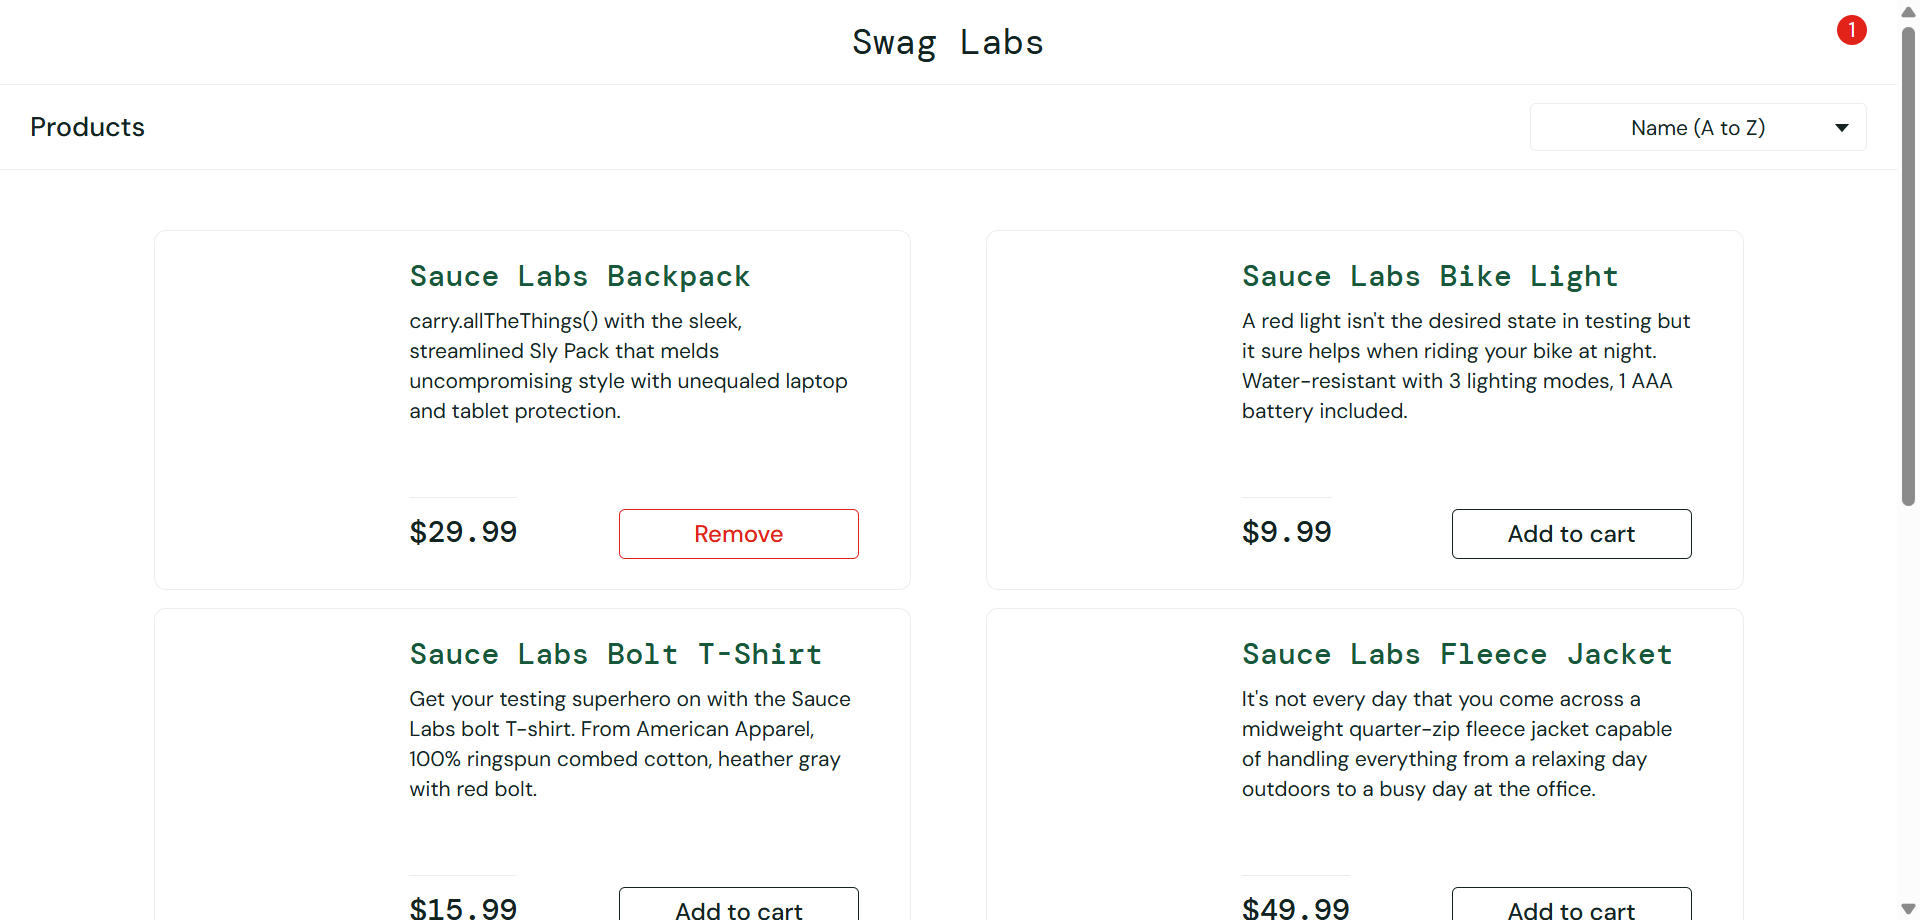 Swag Labs
1
Products
Name (A to Z)
Sauce Labs Backpack
carry.allTheThings() with the sleek,
streamlined Sly Pack that melds
uncompromising style with unequaled laptop
and tablet protection.
$29.99
Remove
Sauce Labs Bike Light
A red light isn't the desired state in testing but
it sure helps when riding your bike at night.
Water-resistant with 3 lighting modes, 1 AAA
battery included.
$9.99
Add to cart
Sauce Labs Bolt T-Shirt
Get your testing superhero on with the Sauce
Labs bolt T-shirt. From American Apparel,
100% ringspun combed cotton, heather gray
with red bolt.
$15.99
Add to cart
Sauce Labs Fleece Jacket
It's not every day that you come across a
midweight quarter-zip fleece jacket capable
of handling everything from a relaxing day
outdoors to a busy day at the office.
$49.99
Add to cart